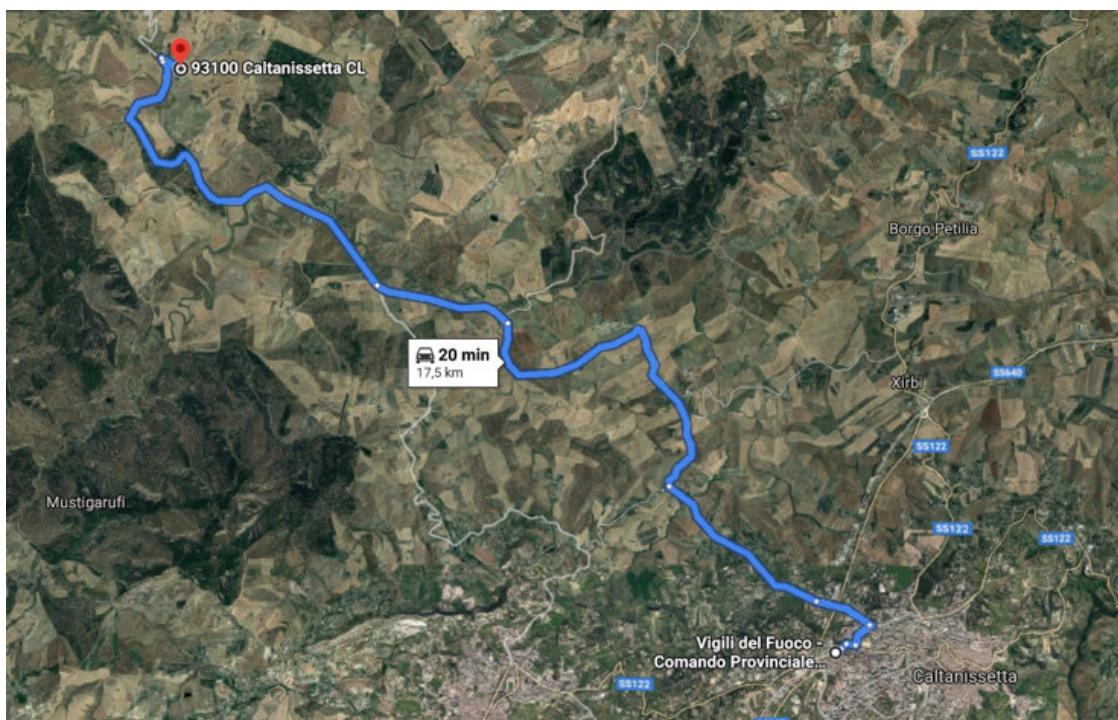 93100 Caltanissetta CL
SS122
Borgo Petilia
20 min
17,5 km
SS640
Xirbi
SS122
Mustigarufi
SS122
SS122
Vigili del Fuoco -
Comando Provinciale...
Caltanissetta
SS122